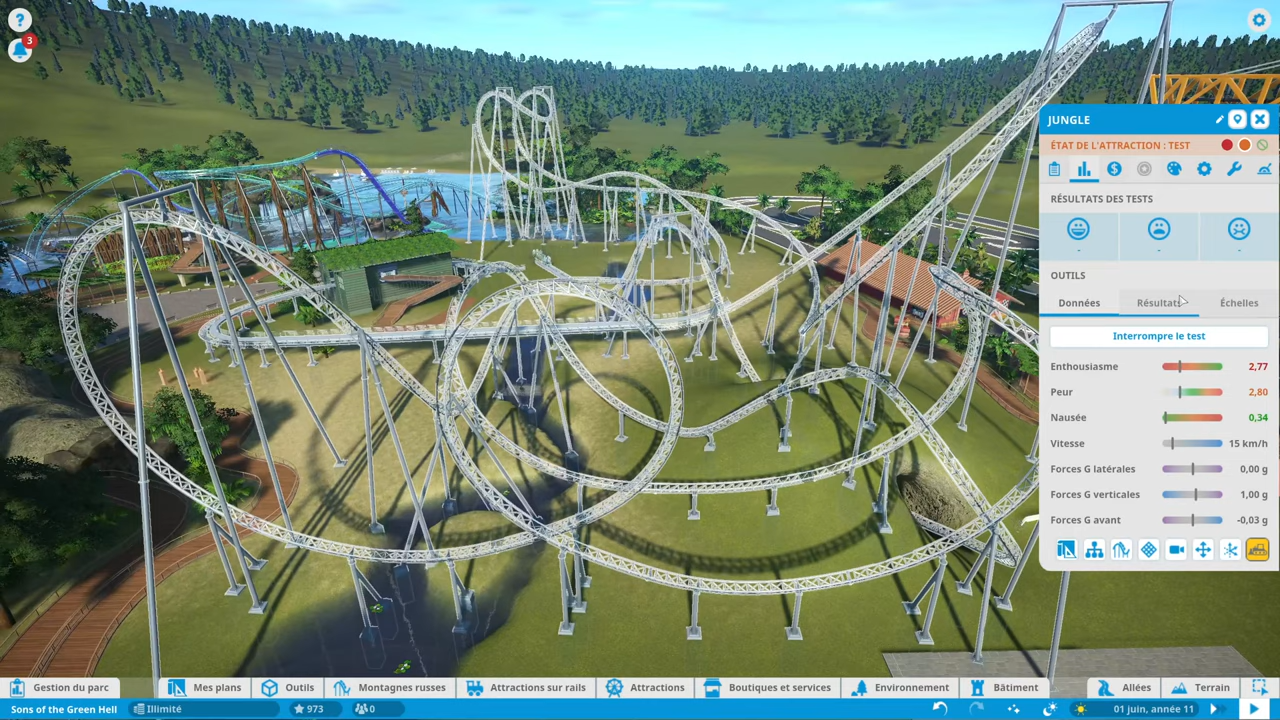 ?
3
JUNGLE
ÉTAT DE L'ATTRACTION : TEST
RÉSULTATS DES TESTS
- - -
OUTILS
Données Résultats Échelles
Interrompre le test
Enthousiasme 2,77
Peur 2,80
Nausée 0,34
Vitesse 15 km/h
Forces G latérales 0,00 g
Forces G verticales 1,00 g
Forces G avant -0,03 g
Gestion du parc Mes plans Outils Montagnes russes Attractions sur rails Attractions Boutiques et services Environnement Bâtiment Allées Terrain
Sons of the Green Hell Illimité 973 0 01 juin, année 11